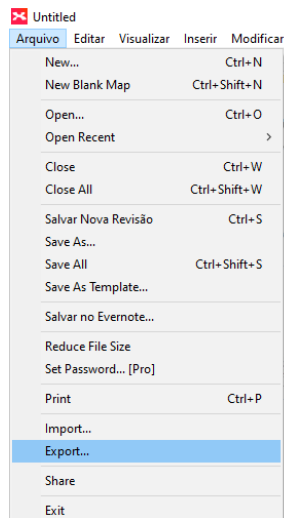 Untitled
Arquivo Editar Visualizar Inserir Modificar
New... Ctrl+N
New Blank Map Ctrl+Shift+N
Open... Ctrl+O
Open Recent >
Close Ctrl+W
Close All Ctrl+Shift+W
Salvar Nova Revisão Ctrl+S
Save As...
Save All Ctrl+Shift+S
Save As Template...
Salvar no Evernote...
Reduce File Size
Set Password... [Pro]
Print Ctrl+P
Import...
Export...
Share
Exit